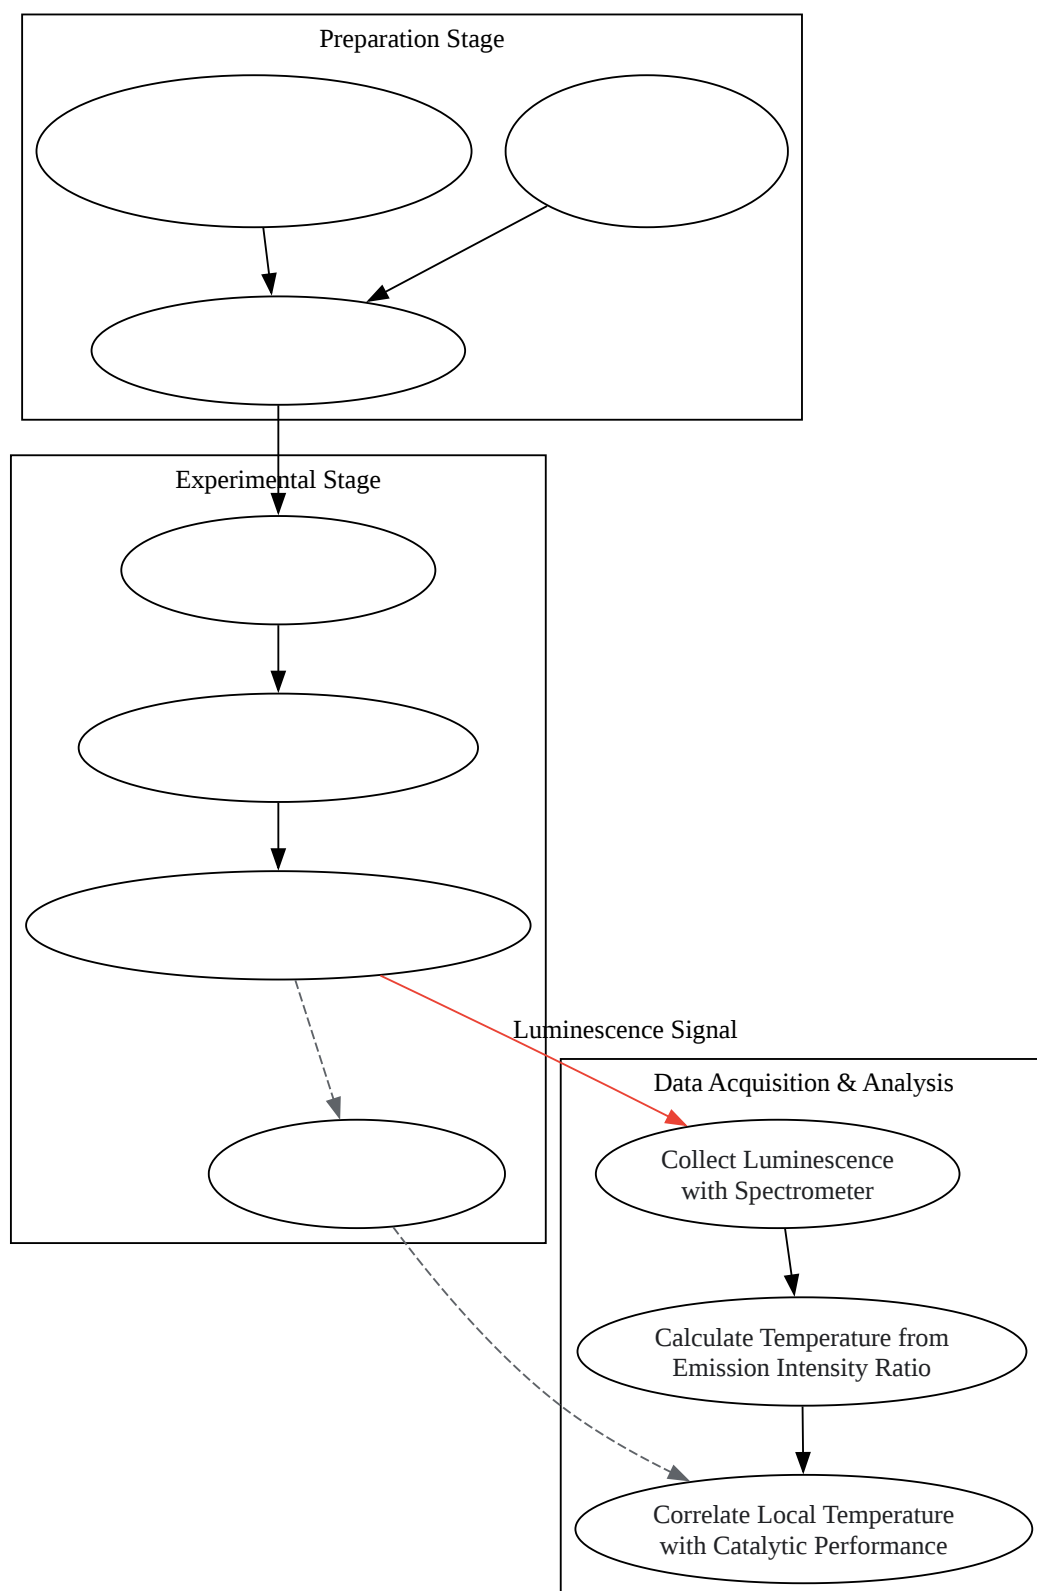 Preparation Stage
Experimental Stage
Luminescence Signal
Data Acquisition & Analysis
Collect Luminescence
with Spectrometer
Calculate Temperature from
Emission Intensity Ratio
Correlate Local Temperature
with Catalytic Performance